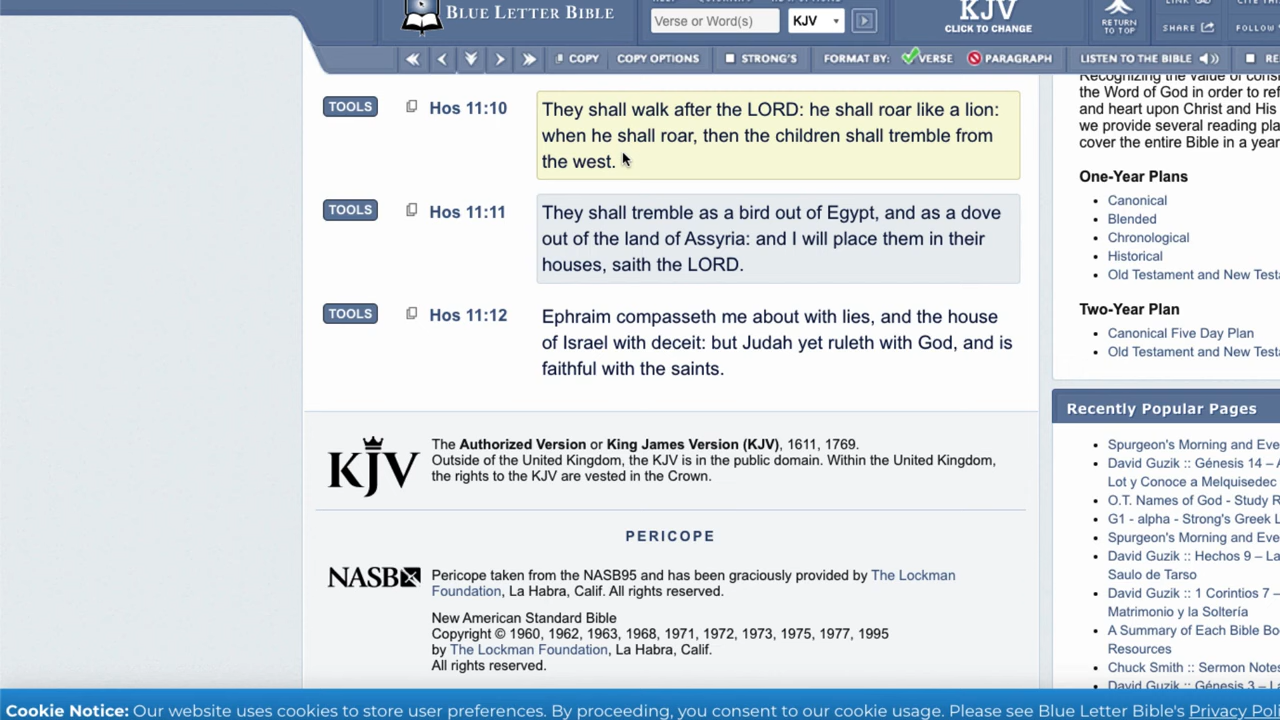 BLUE LETTER BIBLE
Verse or Word(s)
KJV
KJV
CLICK TO CHANGE
RETURN
TO TOP
SHARE
FOLLOW
COPY
COPY OPTIONS
STRONG'S
FORMAT BY:
VERSE
PARAGRAPH
LISTEN TO THE BIBLE
RE
TOOLS
Hos 11:10
They shall walk after the LORD: he shall roar like a lion:
when he shall roar, then the children shall tremble from
the west.
TOOLS
Hos 11:11
They shall tremble as a bird out of Egypt, and as a dove
out of the land of Assyria: and I will place them in their
houses, saith the LORD.
TOOLS
Hos 11:12
Ephraim compasseth me about with lies, and the house
of Israel with deceit: but Judah yet ruleth with God, and is
faithful with the saints.
KJV
The Authorized Version or King James Version (KJV), 1611, 1769.
Outside of the United Kingdom, the KJV is in the public domain. Within the United Kingdom,
the rights to the KJV are vested in the Crown.
PERICOPE
NASB
Pericope taken from the NASB95 and has been graciously provided by The Lockman
Foundation, La Habra, Calif. All rights reserved.
New American Standard Bible
Copyright © 1960, 1962, 1963, 1968, 1971, 1972, 1973, 1975, 1977, 1995
by The Lockman Foundation, La Habra, Calif.
All rights reserved.
Recognizing the value of consis
the Word of God in order to ref
and heart upon Christ and His
we provide several reading pla
cover the entire Bible in a year
One-Year Plans
Canonical
Blended
Chronological
Historical
Old Testament and New Testa
Two-Year Plan
Canonical Five Day Plan
Old Testament and New Testa
Recently Popular Pages
Spurgeon's Morning and Eve
David Guzik :: Génesis 14 – A
Lot y Conoce a Melquisedec
O.T. Names of God - Study R
G1 - alpha - Strong's Greek L
Spurgeon's Morning and Eve
David Guzik :: Hechos 9 – La
Saulo de Tarso
David Guzik :: 1 Corintios 7 –
Matrimonio y la Soltería
A Summary of Each Bible Bo
Resources
Chuck Smith :: Sermon Notes
David Guzik :: Génesis 3 – La
Cookie Notice: Our website uses cookies to store user preferences. By proceeding, you consent to our cookie usage. Please see Blue Letter Bible's Privacy Pol